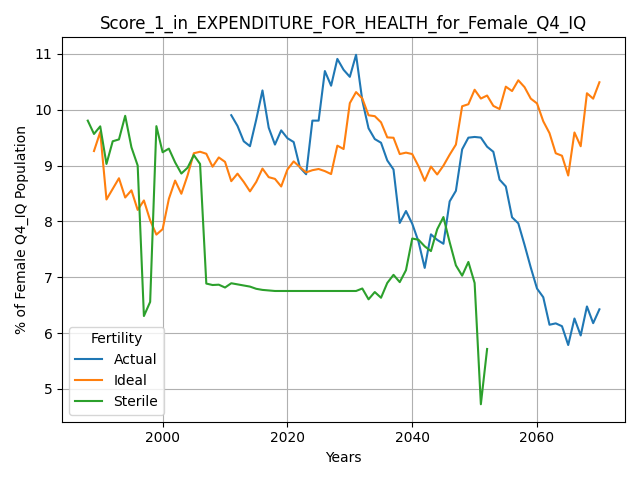 Score_1_in_EXPENDITURE_FOR_HEALTH_for_Female_Q4_IQ
% of Female Q4_IQ Population
11
10
9
8
7
6
5
Fertility
Actual
Ideal
Sterile
2000 2020 2040 2060
Years